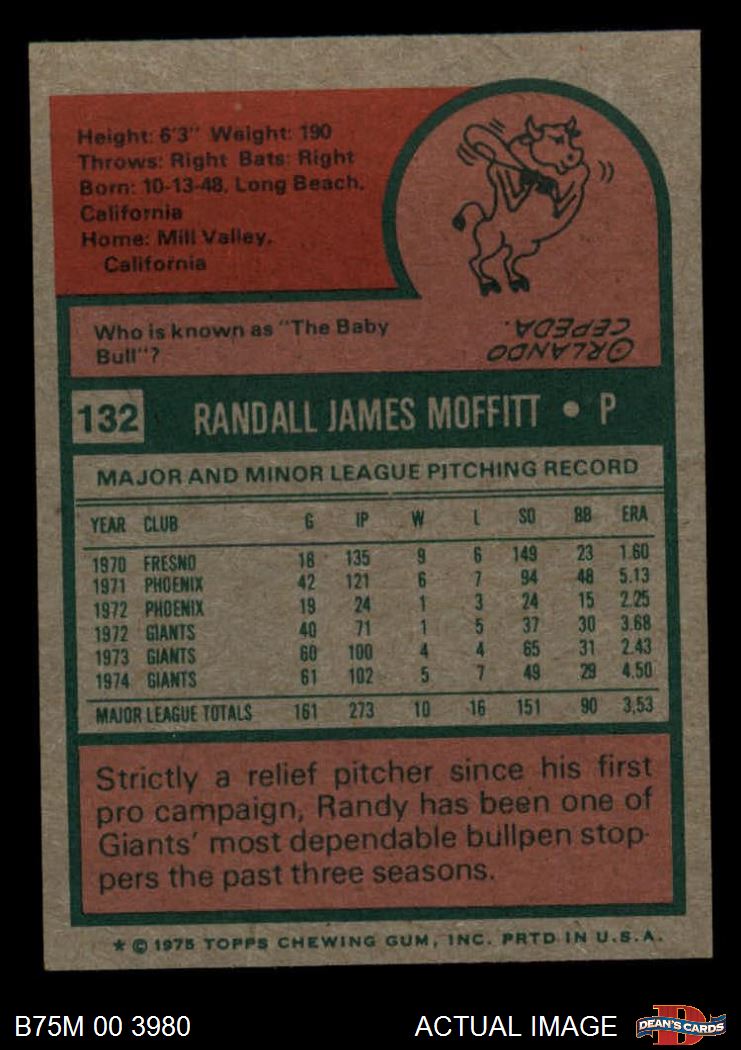 Height: 6'3" Weight: 190
Throws: Right Bats: Right
Born: 10-13-48, Long Beach,
California
Home: Mill Valley,
California
Who is known as "The Baby
Bull"?
ORLANDO
CEPEDA.
132 RANDALL JAMES MOFFITT • P
MAJOR AND MINOR LEAGUE PITCHING RECORD
YEAR CLUB G IP W L SO BB ERA
1970 FRESNO 18 135 9 6 149 23 1.60
1971 PHOENIX 42 121 6 7 94 48 5.13
1972 PHOENIX 19 24 1 3 24 15 2.25
1972 GIANTS 40 71 1 5 37 30 3.68
1973 GIANTS 60 100 4 4 65 31 2.43
1974 GIANTS 61 102 5 7 49 29 4.50
MAJOR LEAGUE TOTALS 161 273 10 16 151 90 3,53
Strictly a relief pitcher since his first
pro campaign, Randy has been one of
Giants' most dependable bullpen stop-
pers the past three seasons.
* © 1975 TOPPS CHEWING GUM, INC. PRTD IN U.S.A.
B75M 00 3980 ACTUAL IMAGE DEAN'S CARDS